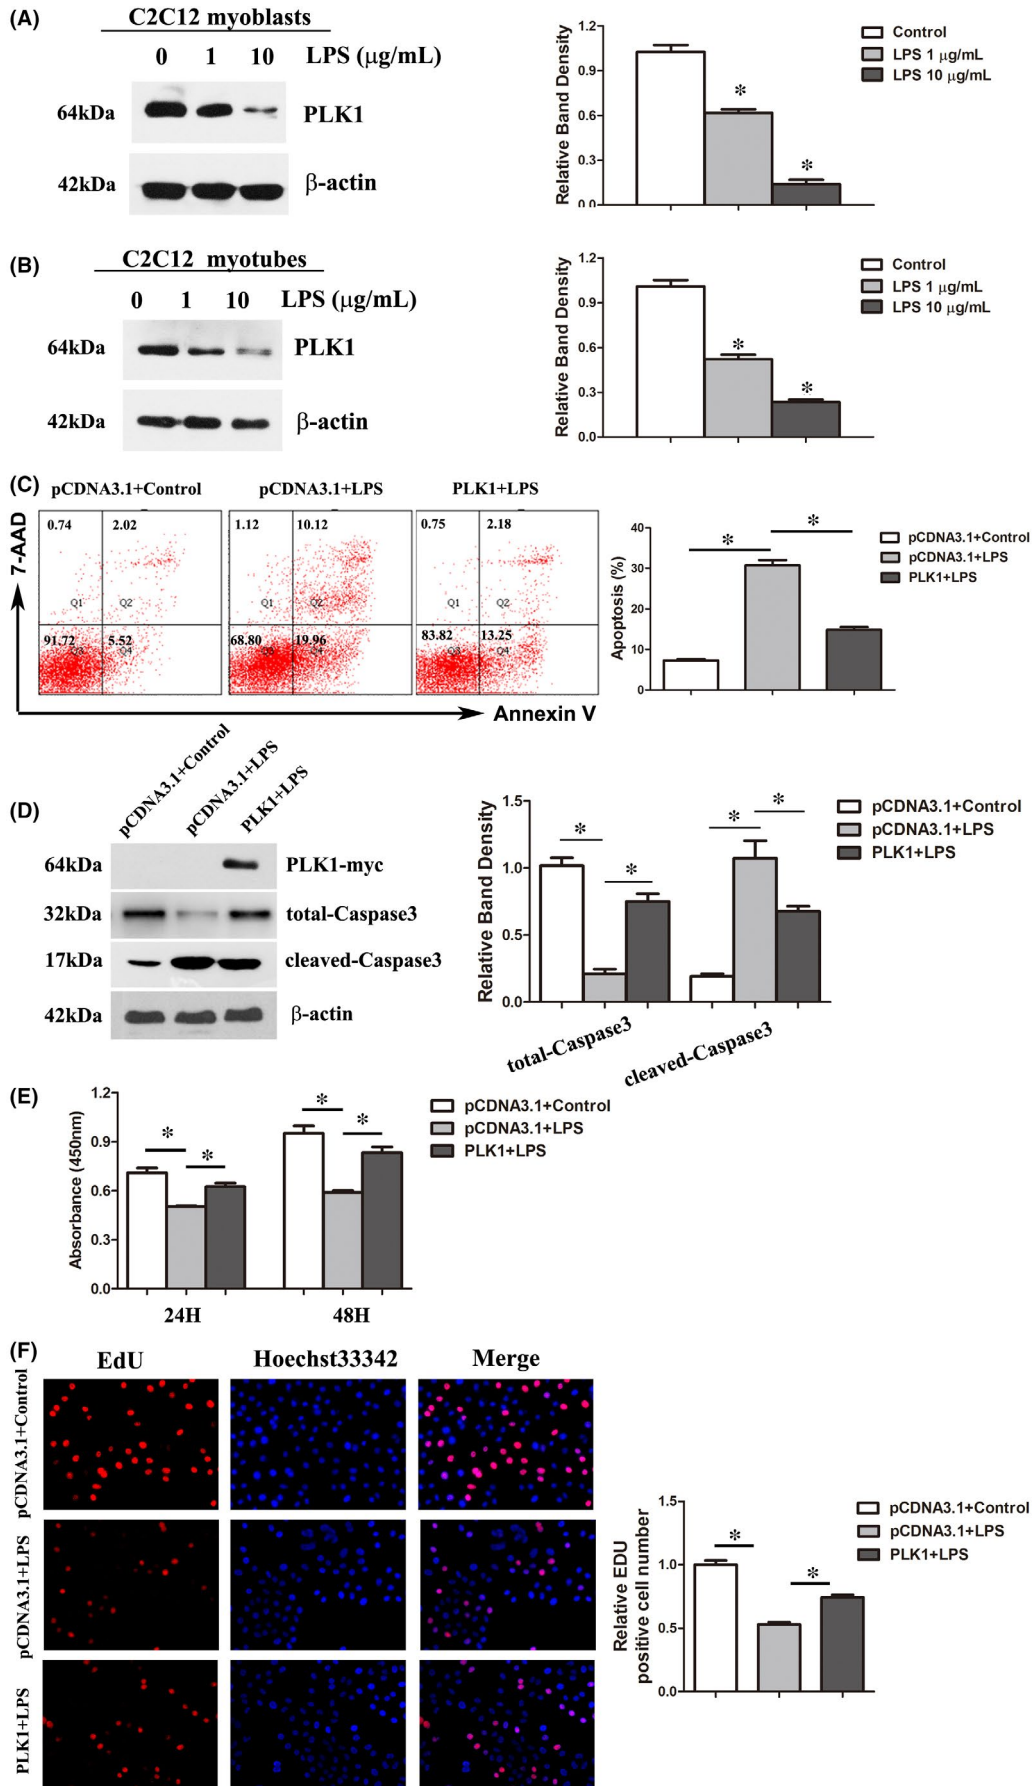 (A)
C2C12 myoblasts
0 1 10 LPS (μg/mL)
64kDa PLK1
42kDa β-actin
Relative Band Density
1.2
0.9
0.6
0.3
0.0
*
*
Control
LPS 1 μg/mL
LPS 10 μg/mL
(B)
C2C12 myotubes
0 1 10 LPS (μg/mL)
64kDa PLK1
42kDa β-actin
Relative Band Density
1.2
0.9
0.6
0.3
0.0
*
*
Control
LPS 1 μg/mL
LPS 10 μg/mL
(C)
pCDNA3.1+Control pCDNA3.1+LPS PLK1+LPS
7-AAD
0.74 2.02 1.12 10.12 0.75 2.18
Q1 Q2 Q1 Q2 Q1 Q2
91.72 5.52 68.80 19.96 83.82 13.25
Q3 Q4 Q3 Q4 Q3 Q4
Annexin V
Apoptosis (%)
40
30
20
10
0
* *
pCDNA3.1+Control
pCDNA3.1+LPS
PLK1+LPS
(D)
pCDNA3.1+Control
pCDNA3.1+LPS
PLK1+LPS
64kDa PLK1-myc
32kDa total-Caspase3
17kDa cleaved-Caspase3
42kDa β-actin
Relative Band Density
1.5
1.0
0.5
0.0
* * * *
total-Caspase3
cleaved-Caspase3
pCDNA3.1+Control
pCDNA3.1+LPS
PLK1+LPS
(E)
Absorbance (450nm)
1.2
0.9
0.6
0.3
0.0
* * * *
24H 48H
pCDNA3.1+Control
pCDNA3.1+LPS
PLK1+LPS
(F)
EdU Hoechst33342 Merge
pCDNA3.1+Control
pCDNA3.1+LPS
PLK1+LPS
Relative EDU
positive cell number
1.5
1.0
0.5
0.0
* *
pCDNA3.1+Control
pCDNA3.1+LPS
PLK1+LPS